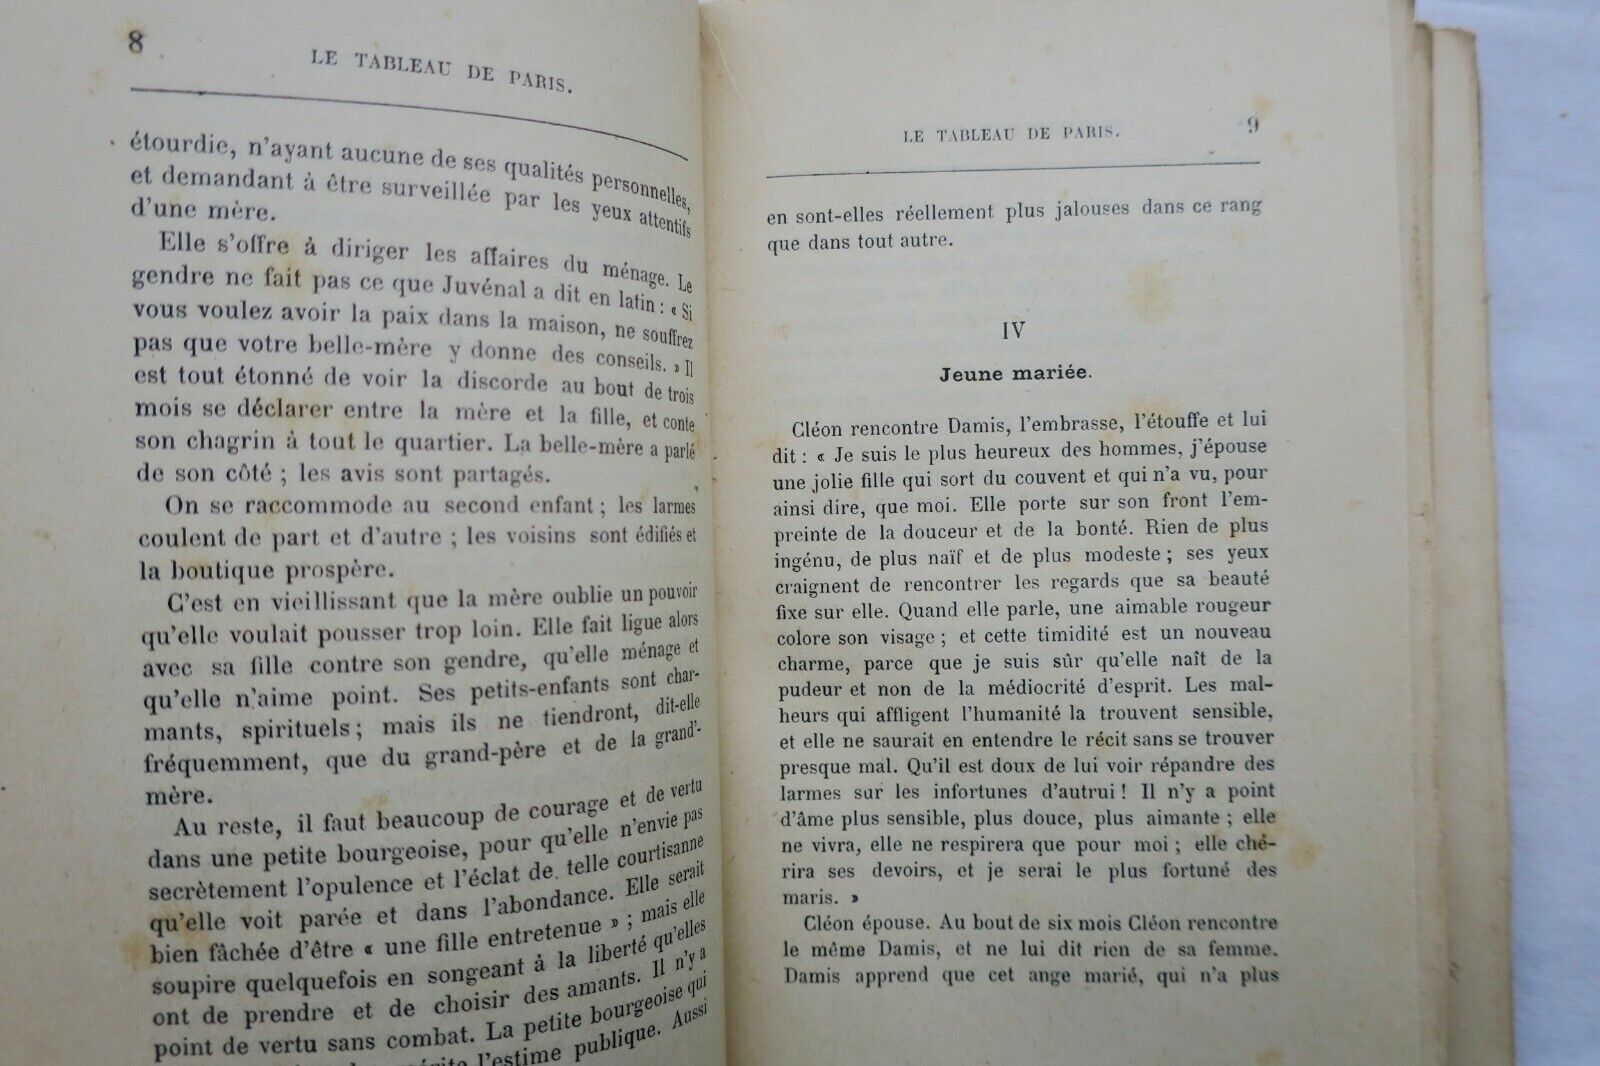 8
LE TABLEAU DE PARIS.
étourdie, n'ayant aucune de ses qualités personnelles,
et demandant à être surveillée par les yeux attentifs
d'une mère.
Elle s'offre à diriger les affaires du ménage. Le
gendre ne fait pas ce que Juvénal a dit en latin : « Si
vous voulez avoir la paix dans la maison, ne souffrez
pas que votre belle-mère y donne des conseils. » Il
est tout étonné de voir la discorde au bout de trois
mois se déclarer entre la mère et la fille, et conte
son chagrin à tout le quartier. La belle-mère a parlé
de son côté ; les avis sont partagés.
On se raccommode au second enfant ; les larmes
coulent de part et d'autre ; les voisins sont édifiés et
la boutique prospère.
C'est en vieillissant que la mère oublie un pouvoir
qu'elle voulait pousser trop loin. Elle fait ligue alors
avec sa fille contre son gendre, qu'elle ménage et
qu'elle n'aime point. Ses petits-enfants sont char-
mants, spirituels ; mais ils ne tiendront, dit-elle
fréquemment, que du grand-père et de la grand'-
mère.
Au reste, il faut beaucoup de courage et de vertu
dans une petite bourgeoise, pour qu'elle n'envie pas
secrètement l'opulence et l'éclat de telle courtisanne
qu'elle voit parée et dans l'abondance. Elle serait
bien fâchée d'être « une fille entretenue » ; mais elle
soupire quelquefois en songeant à la liberté qu'elles
ont de prendre et de choisir des amants. Il n'y a
point de vertu sans combat. La petite bourgeoise qui
l'estime publique. Aussi
LE TABLEAU DE PARIS.
9
en sont-elles réellement plus jalouses dans ce rang
que dans tout autre.
IV
Jeune mariée.
Cléon rencontre Damis, l'embrasse, l'étouffe et lui
dit : « Je suis le plus heureux des hommes, j'épouse
une jolie fille qui sort du couvent et qui n'a vu, pour
ainsi dire, que moi. Elle porte sur son front l'em-
preinte de la douceur et de la bonté. Rien de plus
ingénu, de plus naïf et de plus modeste ; ses yeux
craignent de rencontrer les regards que sa beauté
fixe sur elle. Quand elle parle, une aimable rougeur
colore son visage ; et cette timidité est un nouveau
charme, parce que je suis sûr qu'elle naît de la
pudeur et non de la médiocrité d'esprit. Les mal-
heurs qui affligent l'humanité la trouvent sensible,
et elle ne saurait en entendre le récit sans se trouver
presque mal. Qu'il est doux de lui voir répandre des
larmes sur les infortunes d'autrui ! Il n'y a point
d'âme plus sensible, plus douce, plus aimante ; elle
ne vivra, elle ne respirera que pour moi ; elle ché-
rira ses devoirs, et je serai le plus fortuné des
maris. »
Cléon épouse. Au bout de six mois Cléon rencontre
le même Damis, et ne lui dit rien de sa femme.
Damis apprend que cet ange marié, qui n'a plus